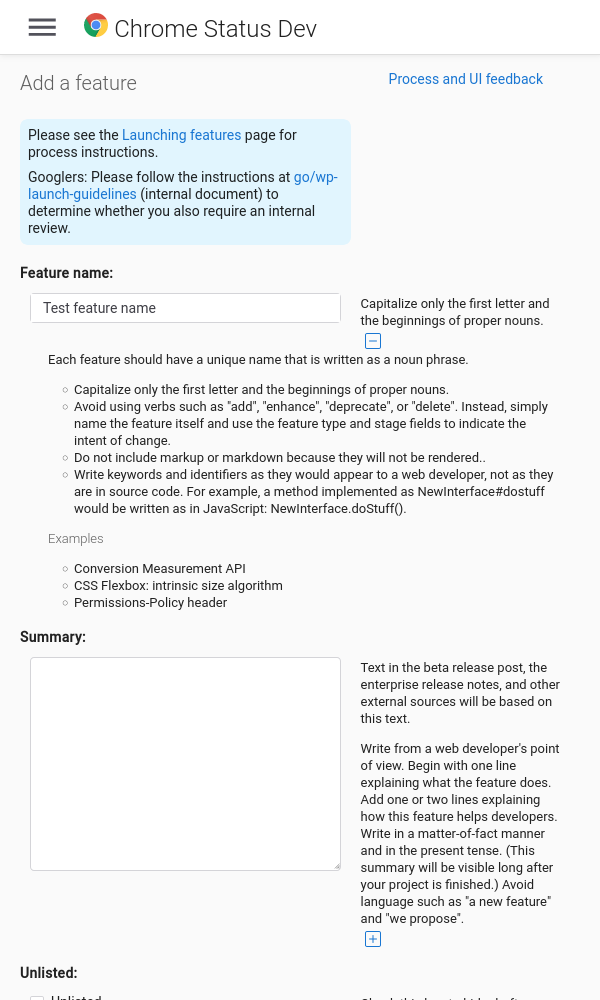 Chrome Status Dev
Add a feature
Process and UI feedback
Please see the Launching features page for
process instructions.
Googlers: Please follow the instructions at go/wp-
launch-guidelines (internal document) to
determine whether you also require an internal
review.
Feature name:
Test feature name
Capitalize only the first letter and
the beginnings of proper nouns.
Each feature should have a unique name that is written as a noun phrase.
Capitalize only the first letter and the beginnings of proper nouns.
Avoid using verbs such as "add", "enhance", "deprecate", or "delete". Instead, simply
name the feature itself and use the feature type and stage fields to indicate the
intent of change.
Do not include markup or markdown because they will not be rendered..
Write keywords and identifiers as they would appear to a web developer, not as they
are in source code. For example, a method implemented as NewInterface#dostuff
would be written as in JavaScript: NewInterface.doStuff().
Examples
Conversion Measurement API
CSS Flexbox: intrinsic size algorithm
Permissions-Policy header
Summary:
Text in the beta release post, the
enterprise release notes, and other
external sources will be based on
this text.
Write from a web developer's point
of view. Begin with one line
explaining what the feature does.
Add one or two lines explaining
how this feature helps developers.
Write in a matter-of-fact manner
and in the present tense. (This
summary will be visible long after
your project is finished.) Avoid
language such as "a new feature"
and "we propose".
Unlisted:
Unlisted